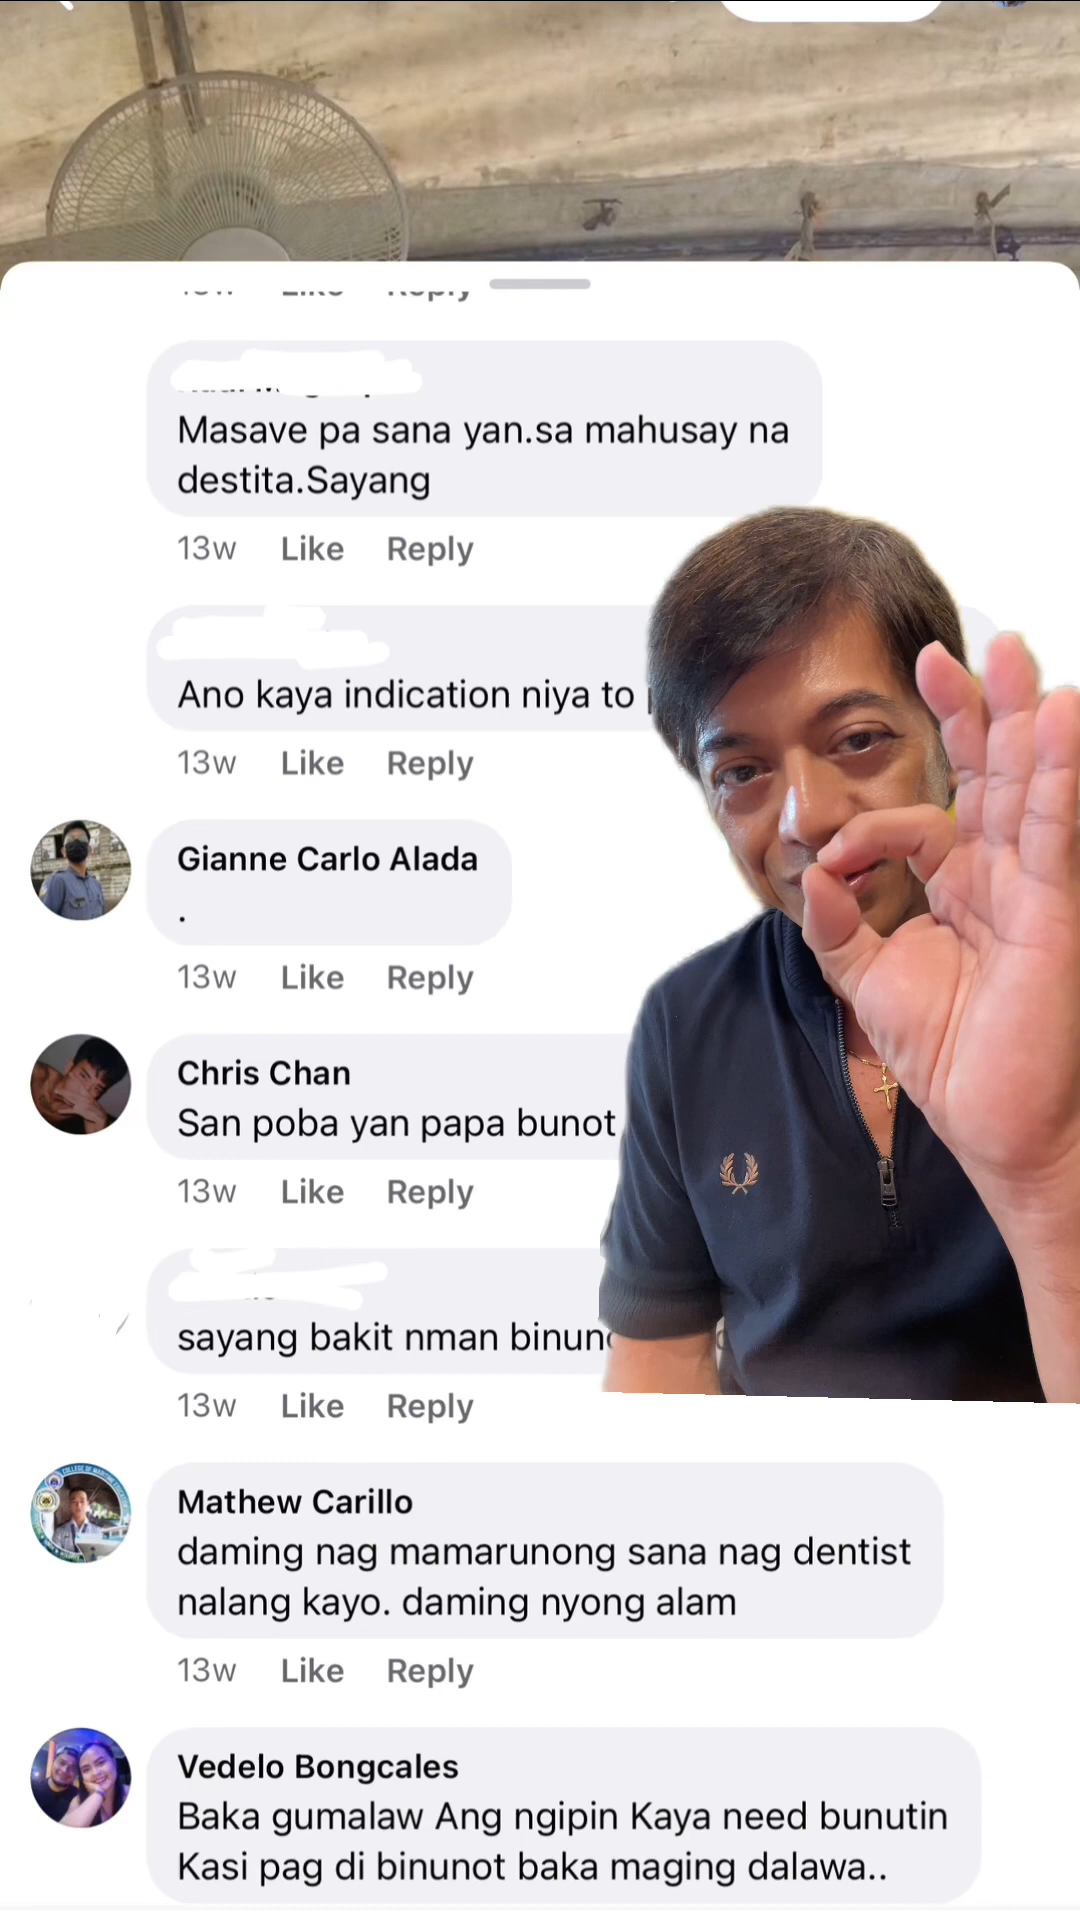 Like
Reply
Masave pa sana yan.sa mahusay na
destita.Sayang
13w Like Reply
Ano kaya indication niya to
13w Like Reply
Gianne Carlo Alada
.
13w Like Reply
Chris Chan
San poba yan papa bunot
13w Like Reply
sayang bakit nman
13w Like Reply
Mathew Carillo
daming nag mamarunong sana nag dentist
nalang kayo. daming nyong alam
13w Like Reply
Vedelo Bongcales
Baka gumalaw Ang ngipin Kaya need bunutin
Kasi pag di binunot baka maging dalawa..